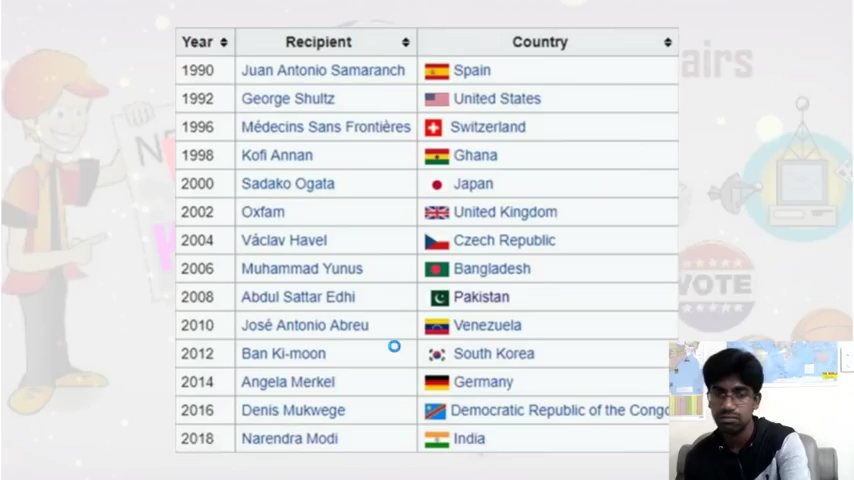 Year Recipient Country
1990 Juan Antonio Samaranch Spain
1992 George Shultz United States
1996 Médecins Sans Frontières Switzerland
1998 Kofi Annan Ghana
2000 Sadako Ogata Japan
2002 Oxfam United Kingdom
2004 Václav Havel Czech Republic
2006 Muhammad Yunus Bangladesh
2008 Abdul Sattar Edhi Pakistan
2010 José Antonio Abreu Venezuela
2012 Ban Ki-moon South Korea
2014 Angela Merkel Germany
2016 Denis Mukwege Democratic Republic of the Congo
2018 Narendra Modi India
airs
VOTE